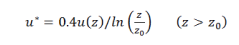 u* = 0.4u(z)/ln (z/z₀)     (z > z₀)